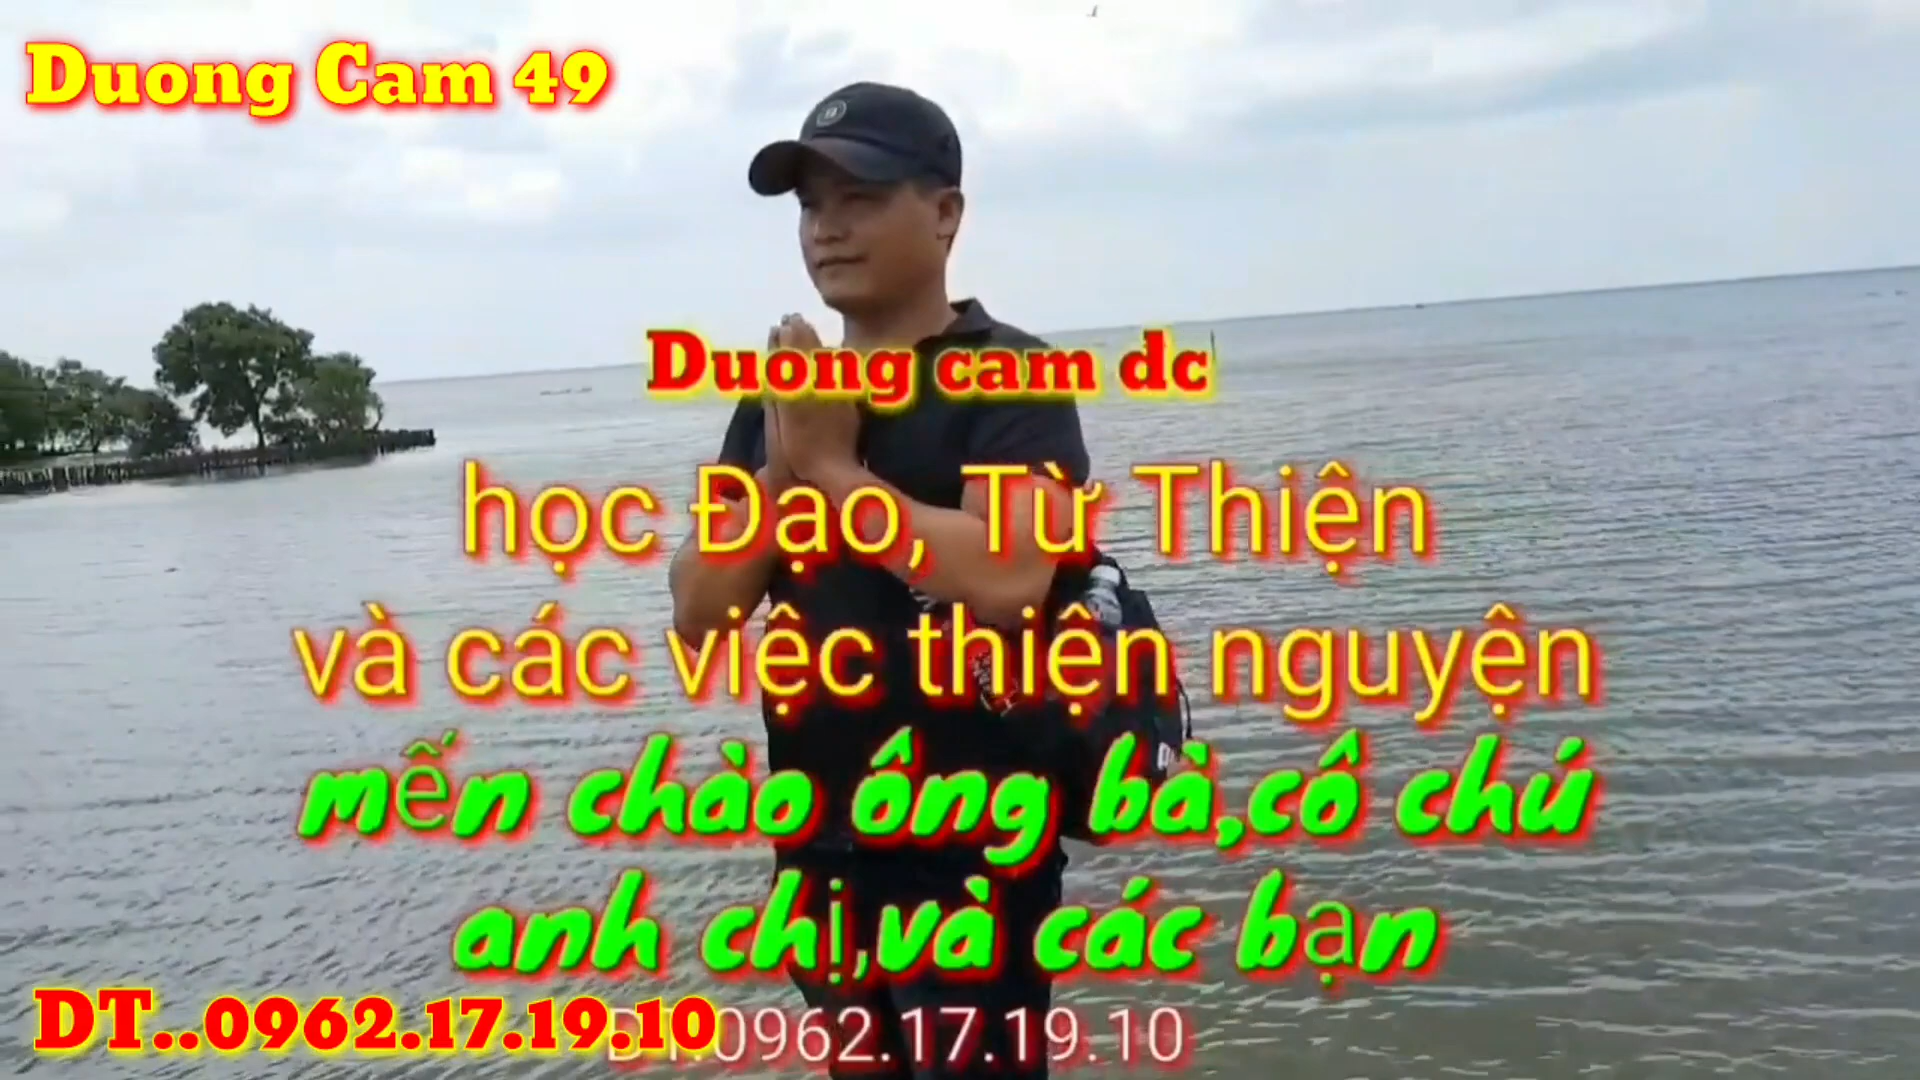 Duong Cam 49
Duong cam dc
học Đạo, Từ Thiện
và các việc thiện nguyện
mến chào ông bà,cô chú
anh chị,và các bạn
DT..0962.17.19.10
DT.0962.17.19.10